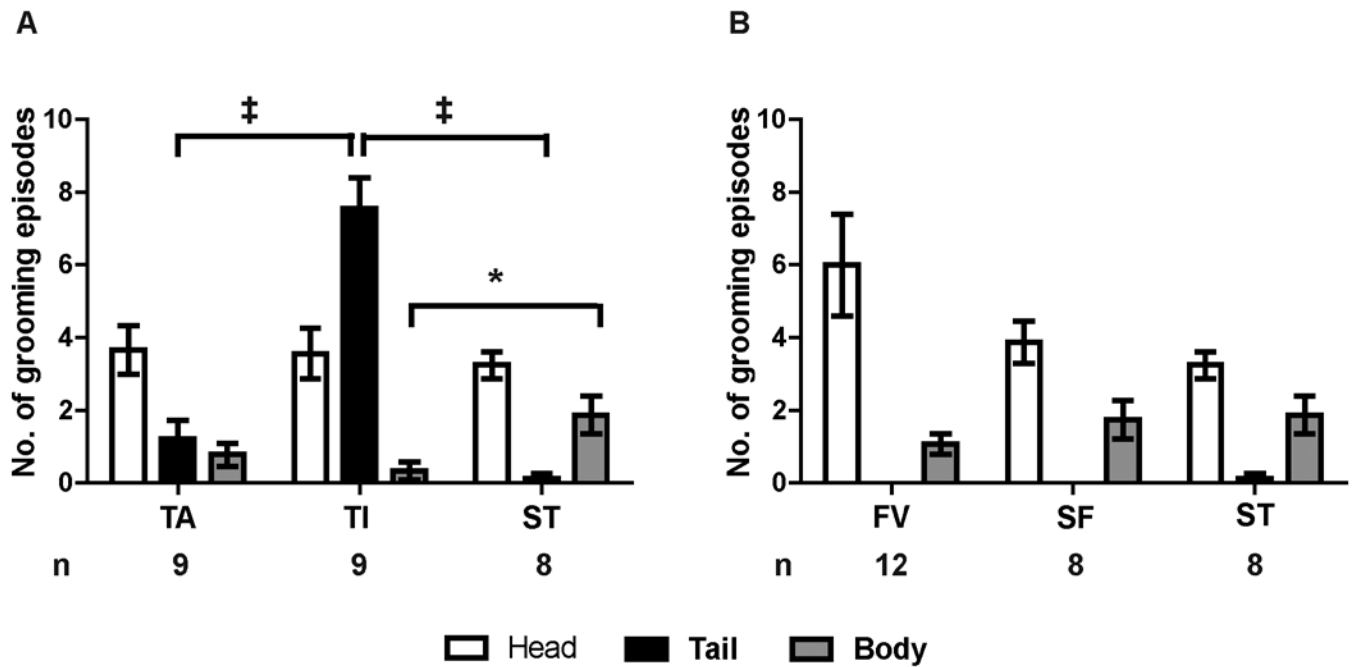 A
B
No. of grooming episodes
10
8
6
4
2
0
‡
‡
*
TA
TI
ST
n
9
9
8
No. of grooming episodes
10
8
6
4
2
0
FV
SF
ST
n
12
8
8
Head
Tail
Body